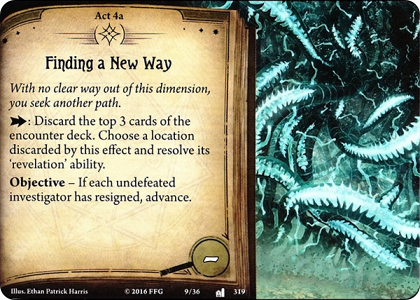 Act 4a
Finding a New Way
With no clear way out of this dimension,
you seek another path.
: Discard the top 3 cards of the
encounter deck. Choose a location
discarded by this effect and resolve its
‘revelation’ ability.
Objective – If each undefeated
investigator has resigned, advance.
–
Illus. Ethan Patrick Harris
© 2016 FFG
9/36
319